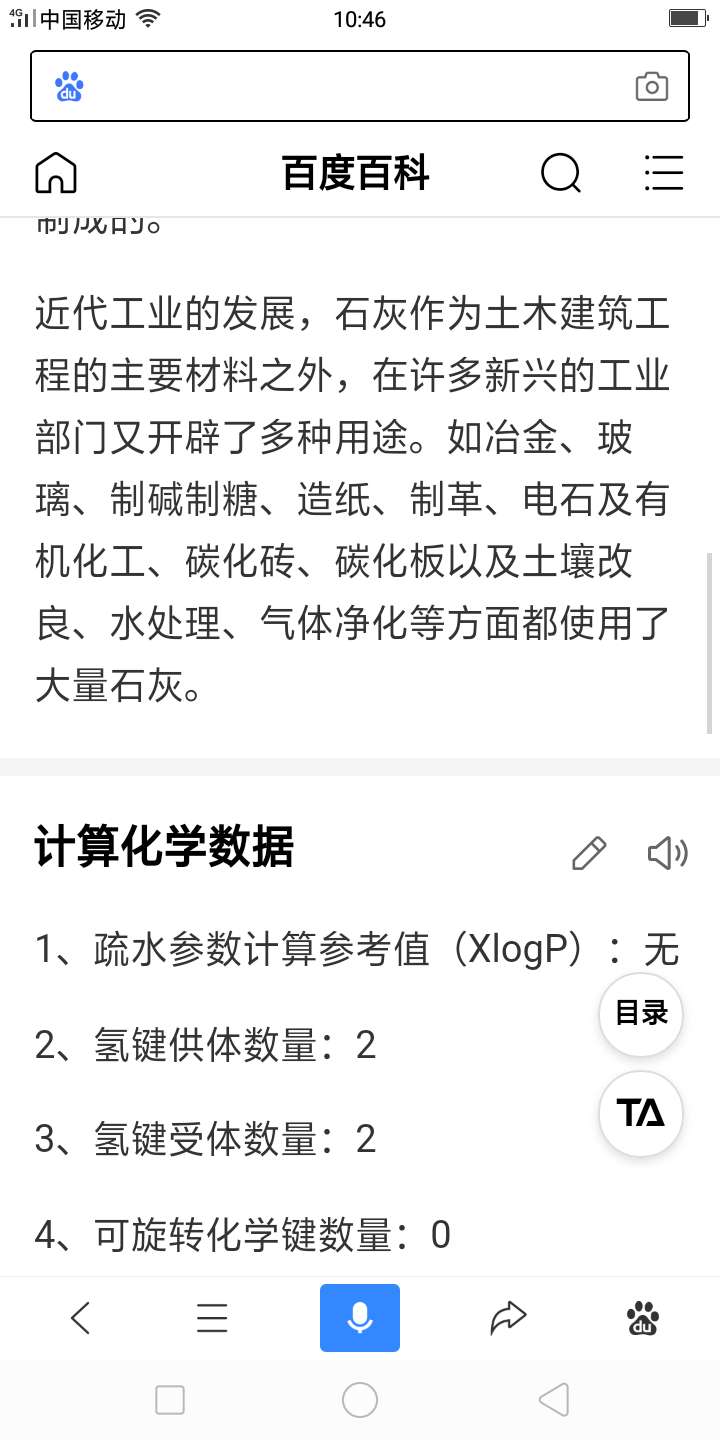 4G 中国移动 10:46
du
百度百科
制成的。
近代工业的发展，石灰作为土木建筑工
程的主要材料之外，在许多新兴的工业
部门又开辟了多种用途。如冶金、玻
璃、制碱制糖、造纸、制革、电石及有
机化工、碳化砖、碳化板以及土壤改
良、水处理、气体净化等方面都使用了
大量石灰。
计算化学数据
1、疏水参数计算参考值（XlogP）：无
目录
2、氢键供体数量：2
TA
3、氢键受体数量：2
4、可旋转化学键数量：0
du